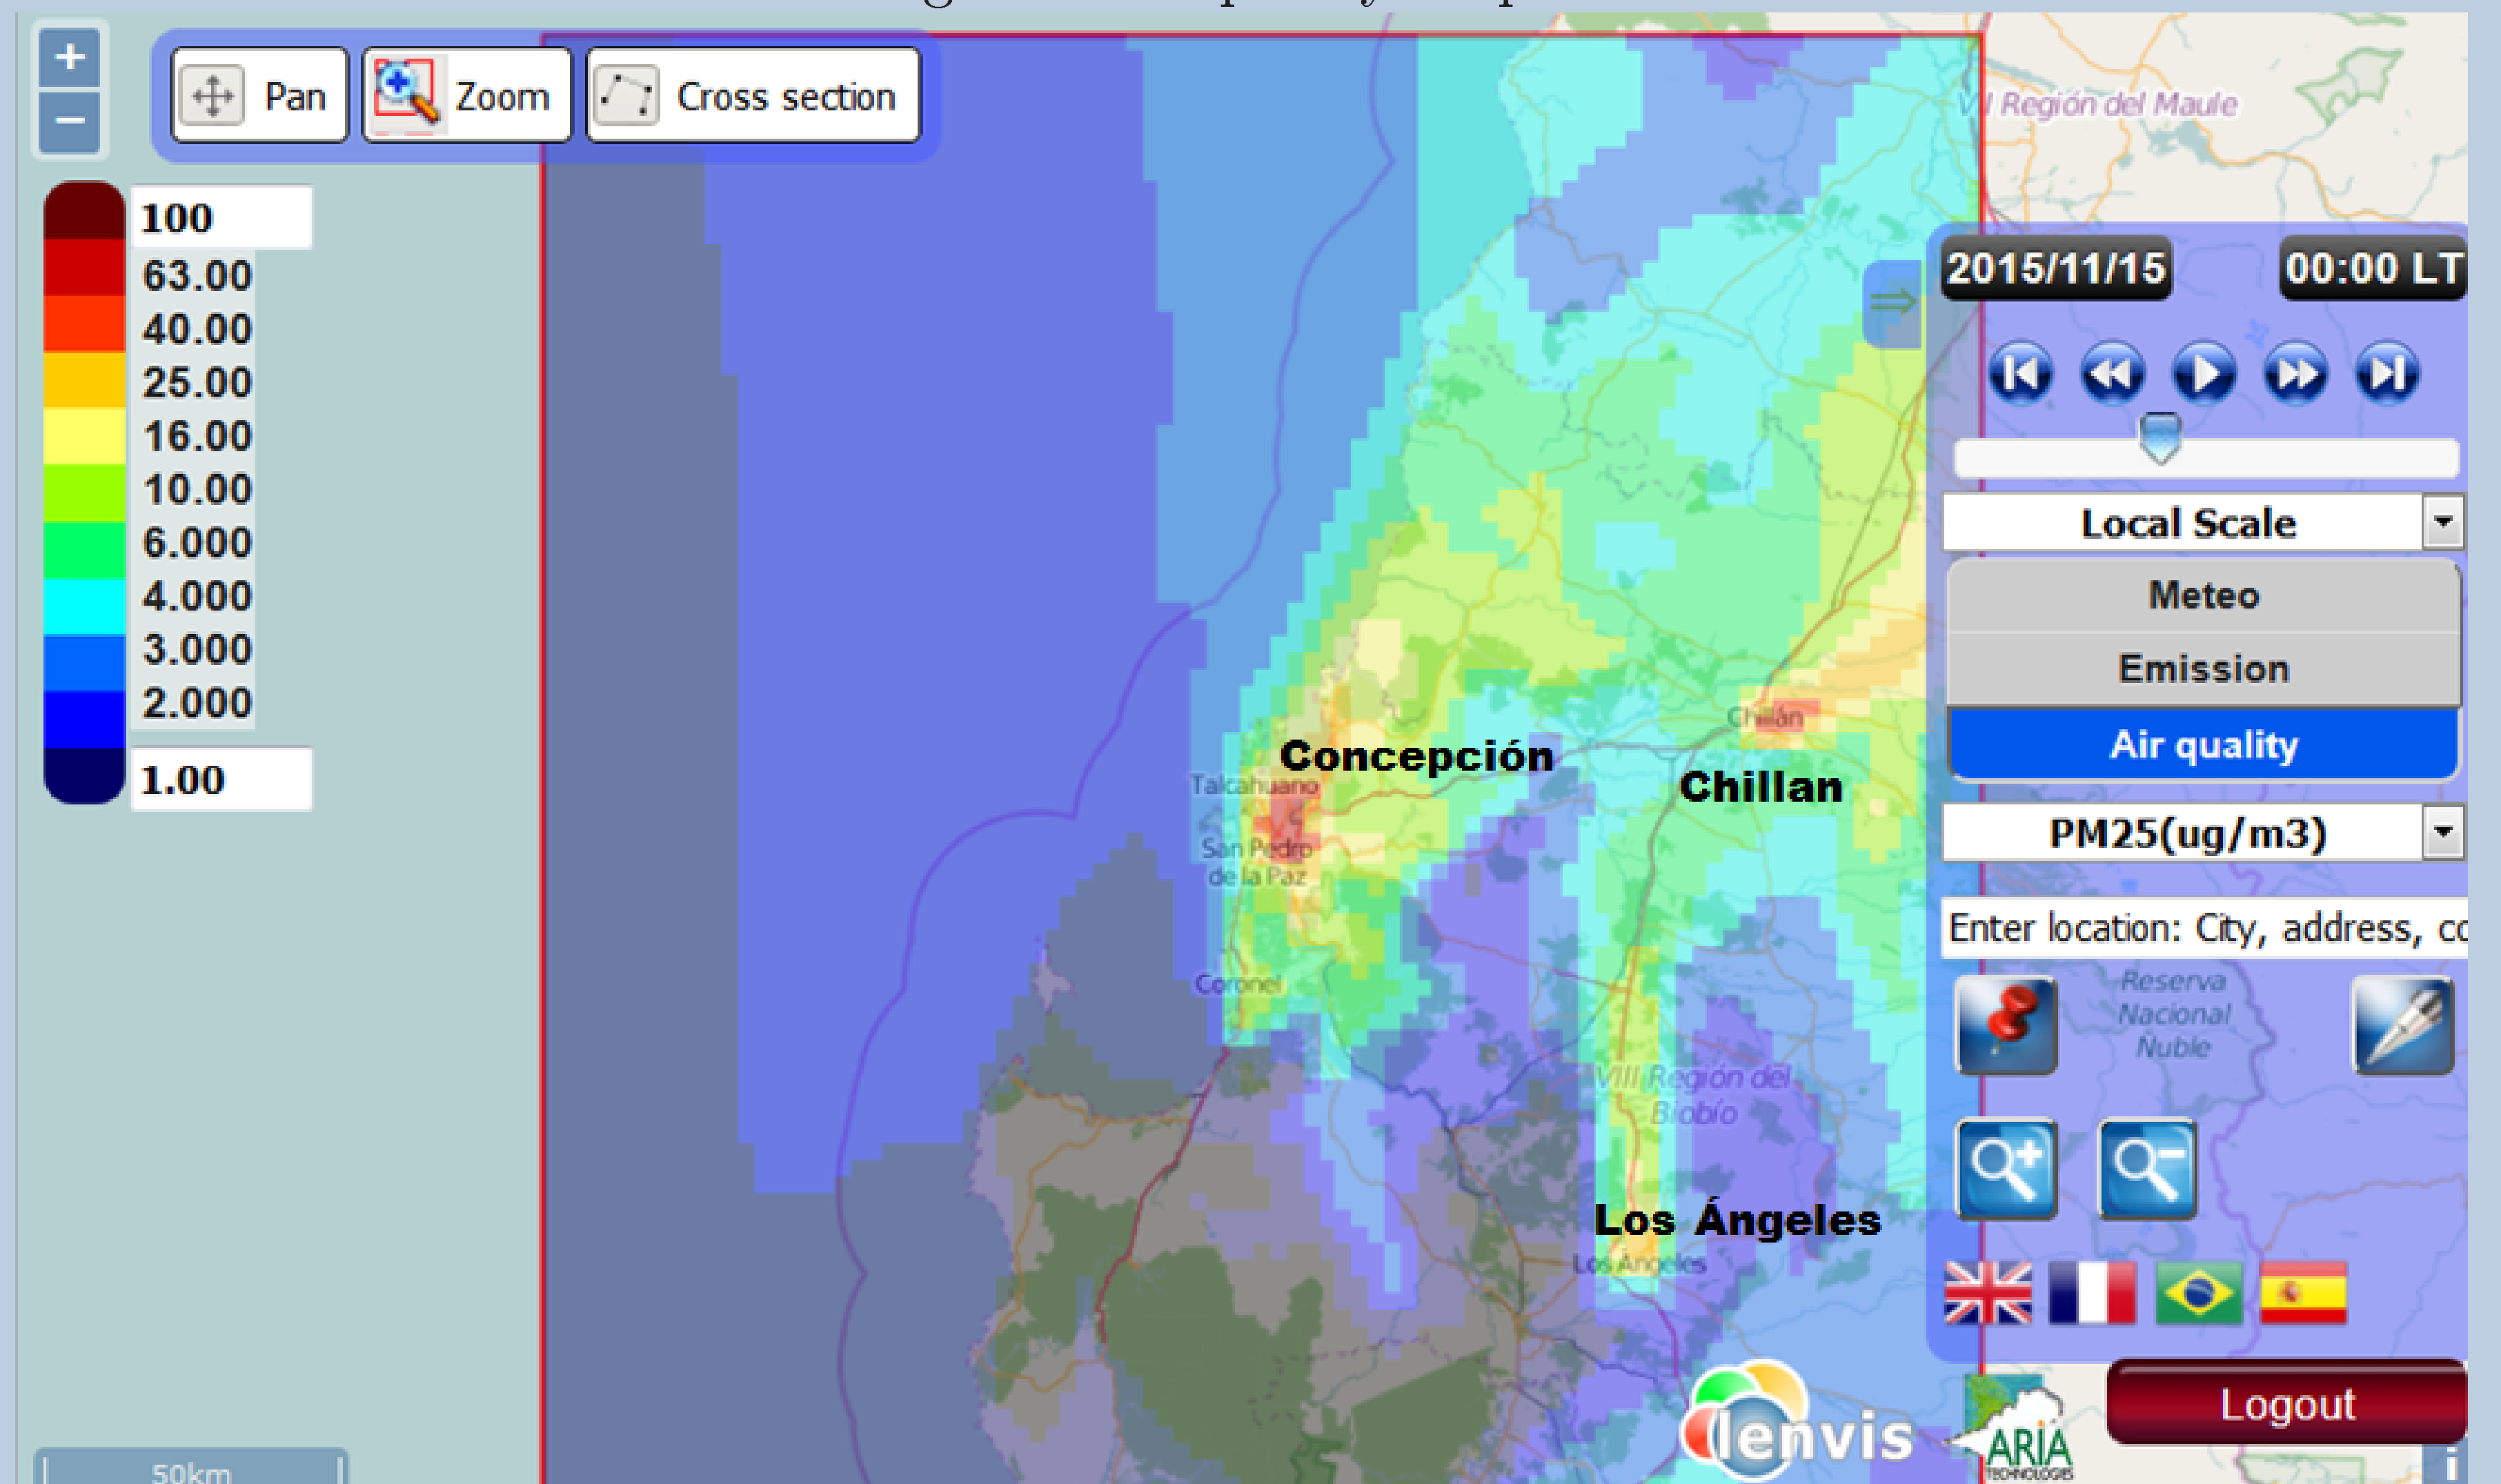 +
−
Pan
Zoom
Cross section
100
63.00
40.00
25.00
16.00
10.00
6.000
4.000
3.000
2.000
1.00
VII Región del Maule
2015/11/15 00:00 LT
Local Scale
Meteo
Emission
Air quality
PM25(ug/m3)
Enter location: City, address, co
Chillán
Concepción
Chillan
Talcahuano
San Pedro
de la Paz
Coronel
Reserva
Nacional
Ñuble
VIII Región del
Biobío
Los Ángeles
Los Ángeles
lenvis
ARIA
TECHNOLOGIES
Logout
50km
i